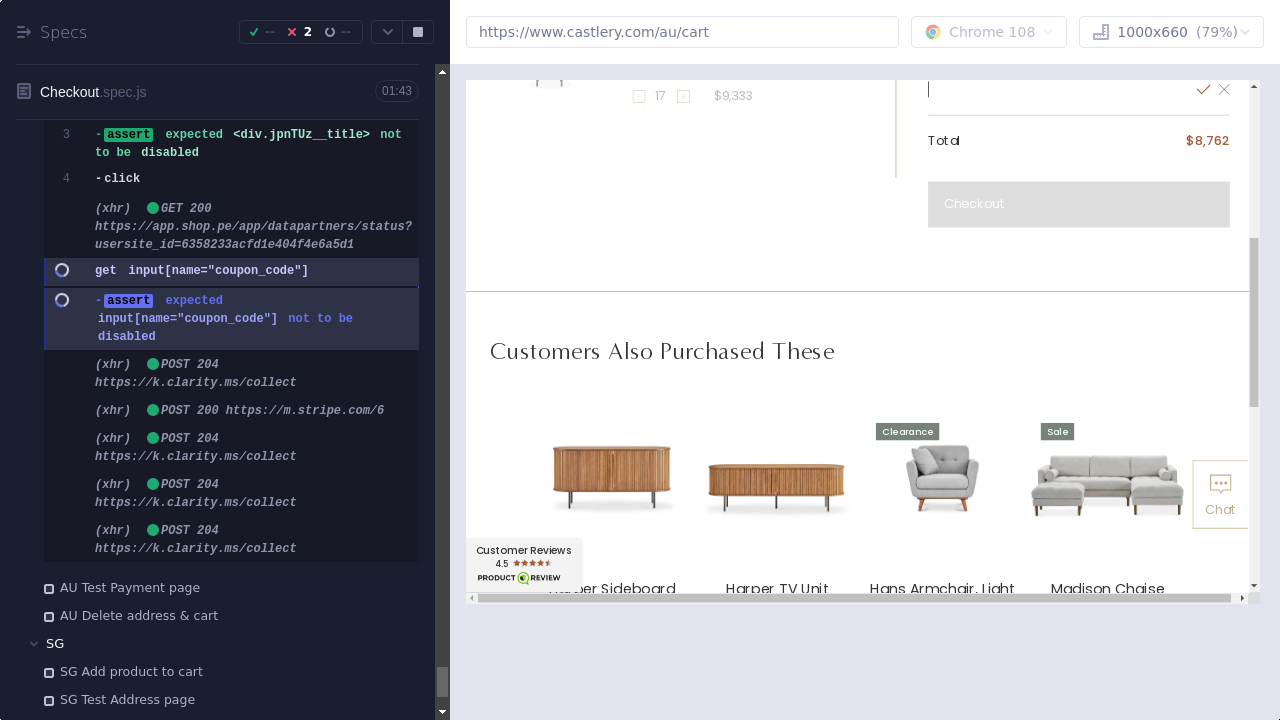 Specs
--
2
--
Checkout.spec.js
01:43
3 -assert expected <div.jpnTUz__title> not
to be disabled
4 -click
(xhr) GET 200
https://app.shop.pe/app/datapartners/status?
usersite_id=6358233acfd1e404f4e6a5d1
get input[name="coupon_code"]
-assert expected
input[name="coupon_code"] not to be
disabled
(xhr) POST 204
https://k.clarity.ms/collect
(xhr) POST 200 https://m.stripe.com/6
(xhr) POST 204
https://k.clarity.ms/collect
(xhr) POST 204
https://k.clarity.ms/collect
(xhr) POST 204
https://k.clarity.ms/collect
AU Test Payment page
AU Delete address & cart
SG
SG Add product to cart
SG Test Address page
https://www.castlery.com/au/cart
Chrome 108
1000x660 (79%)
- 17 + $9,333
Total $8,762
Checkout
Customers Also Purchased These
Clearance
Sale
Chat
Customer Reviews
4.5
PRODUCT REVIEW
Harper Sideboard
Harper TV Unit
Hans Armchair, Light
Madison Chaise